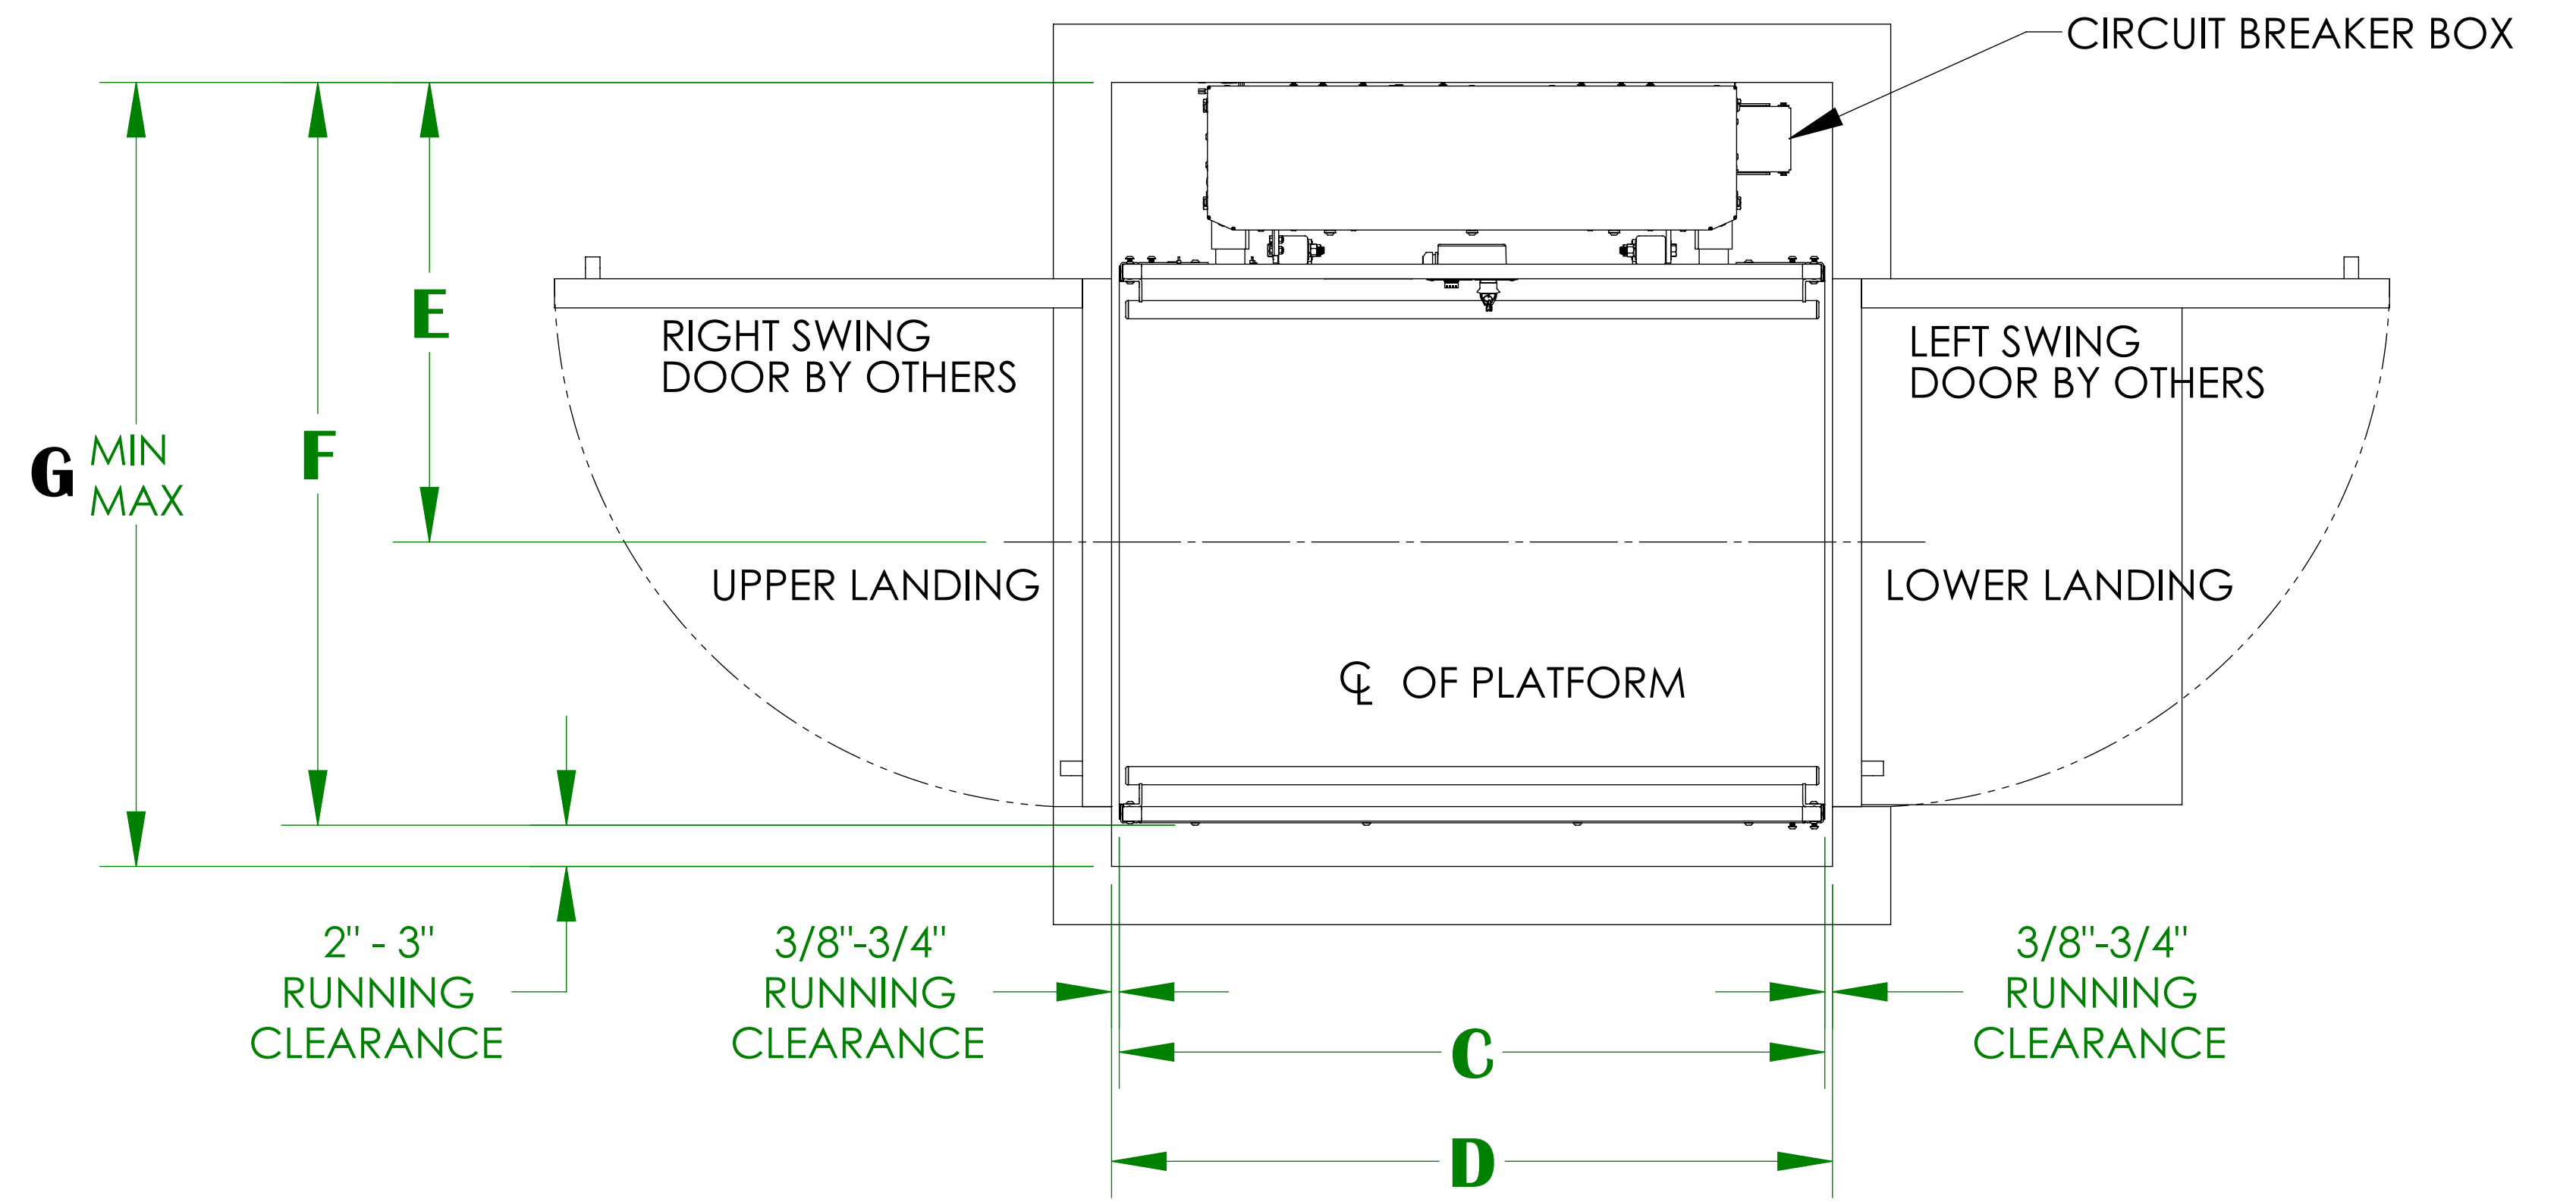 CIRCUIT BREAKER BOX
E
RIGHT SWING
DOOR BY OTHERS
LEFT SWING
DOOR BY OTHERS
F
G MIN
MAX
UPPER LANDING
LOWER LANDING
℄ OF PLATFORM
2" - 3"
RUNNING
CLEARANCE
3/8"-3/4"
RUNNING
CLEARANCE
3/8"-3/4"
RUNNING
CLEARANCE
C
D